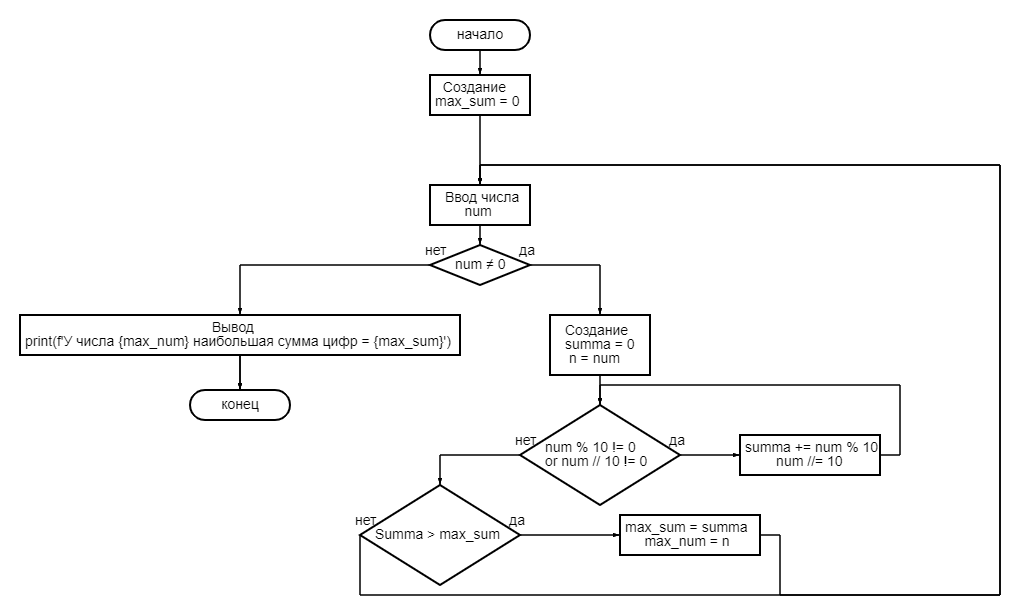 начало
Создание
max_sum = 0
Ввод числа
num
нет
да
num ≠ 0
Вывод
print(f'У числа {max_num} наибольшая сумма цифр = {max_sum}')
Создание
summa = 0
n = num
конец
нет
да
num % 10 != 0
or num // 10 != 0
summa += num % 10
num //= 10
нет
да
Summa > max_sum
max_sum = summa
max_num = n